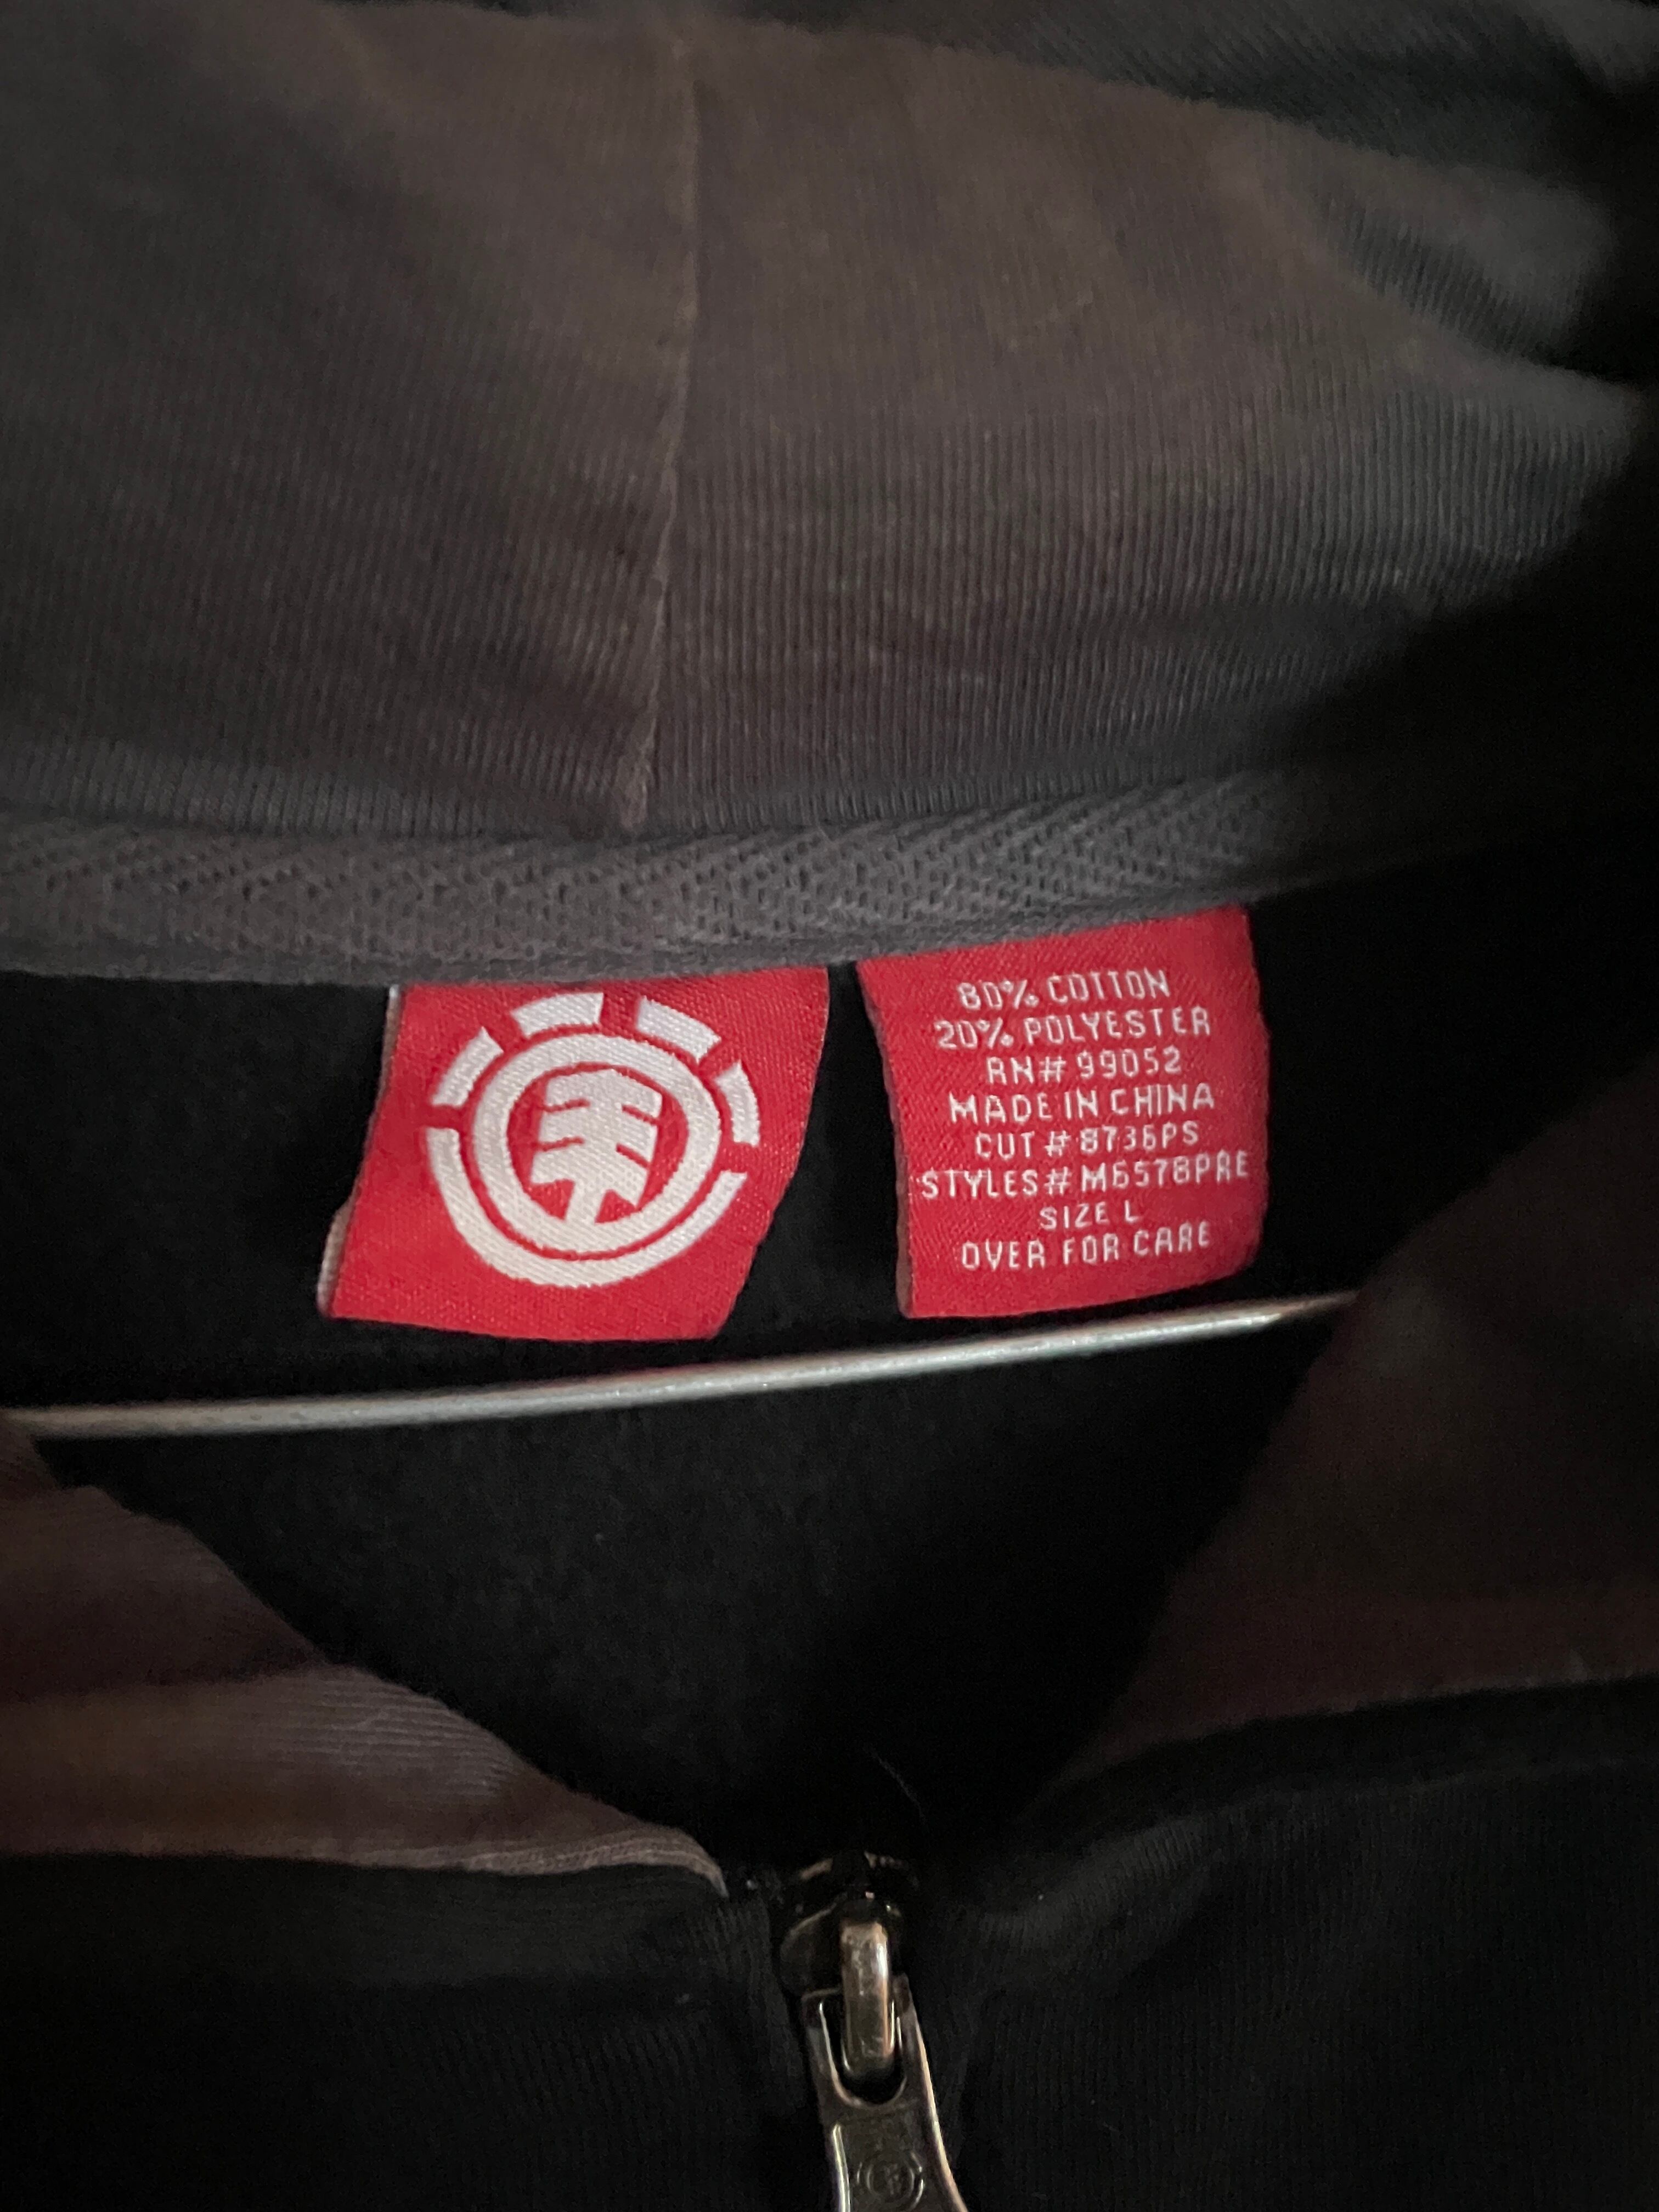 80% COTTON
20% POLYESTER
RN# 99052
MADE IN CHINA
CUT # 8736PS
STYLES# M6578PRE
SIZE L
OVER FOR CARE